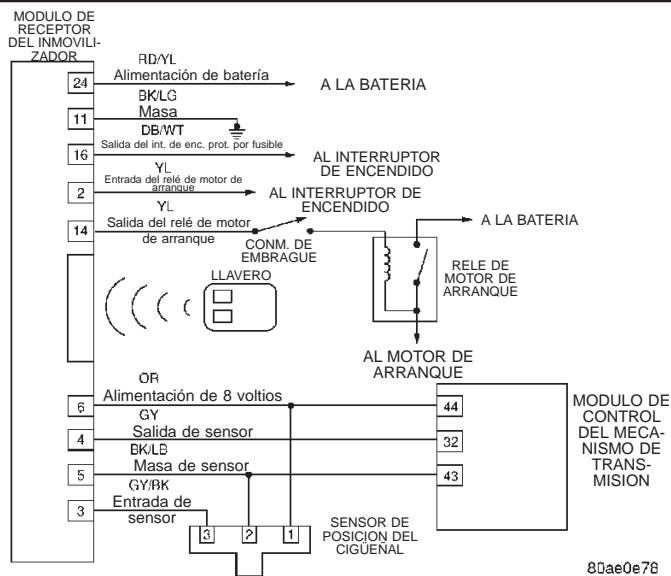 MODULO DE
RECEPTOR
DEL INMOVILI-
ZADOR
RD/YL
24 Alimentación de batería A LA BATERIA
BK/LG
11 Masa
DB/WT
16 Salida del int. de enc. prot. por fusible AL INTERRUPTOR
DE ENCENDIDO
YL
2 Entrada del relé de motor de
arranque AL INTERRUPTOR DE
ENCENDIDO
YL
14 Salida del relé de motor
de arranque
CONM. DE
EMBRAGUE
A LA BATERIA
RELE DE
MOTOR DE
ARRANQUE
LLAVERO
AL MOTOR DE
ARRANQUE
OR
6 Alimentación de 8 voltios 44
GY
4 Salida de sensor 32
BK/LB
5 Masa de sensor 43
GY/BK
3 Entrada de
sensor
3 2 1
SENSOR DE
POSICION DEL
CIGÜEÑAL
MODULO DE
CONTROL
DEL MECA-
NISMO DE
TRANS-
MISION
80ae0e78